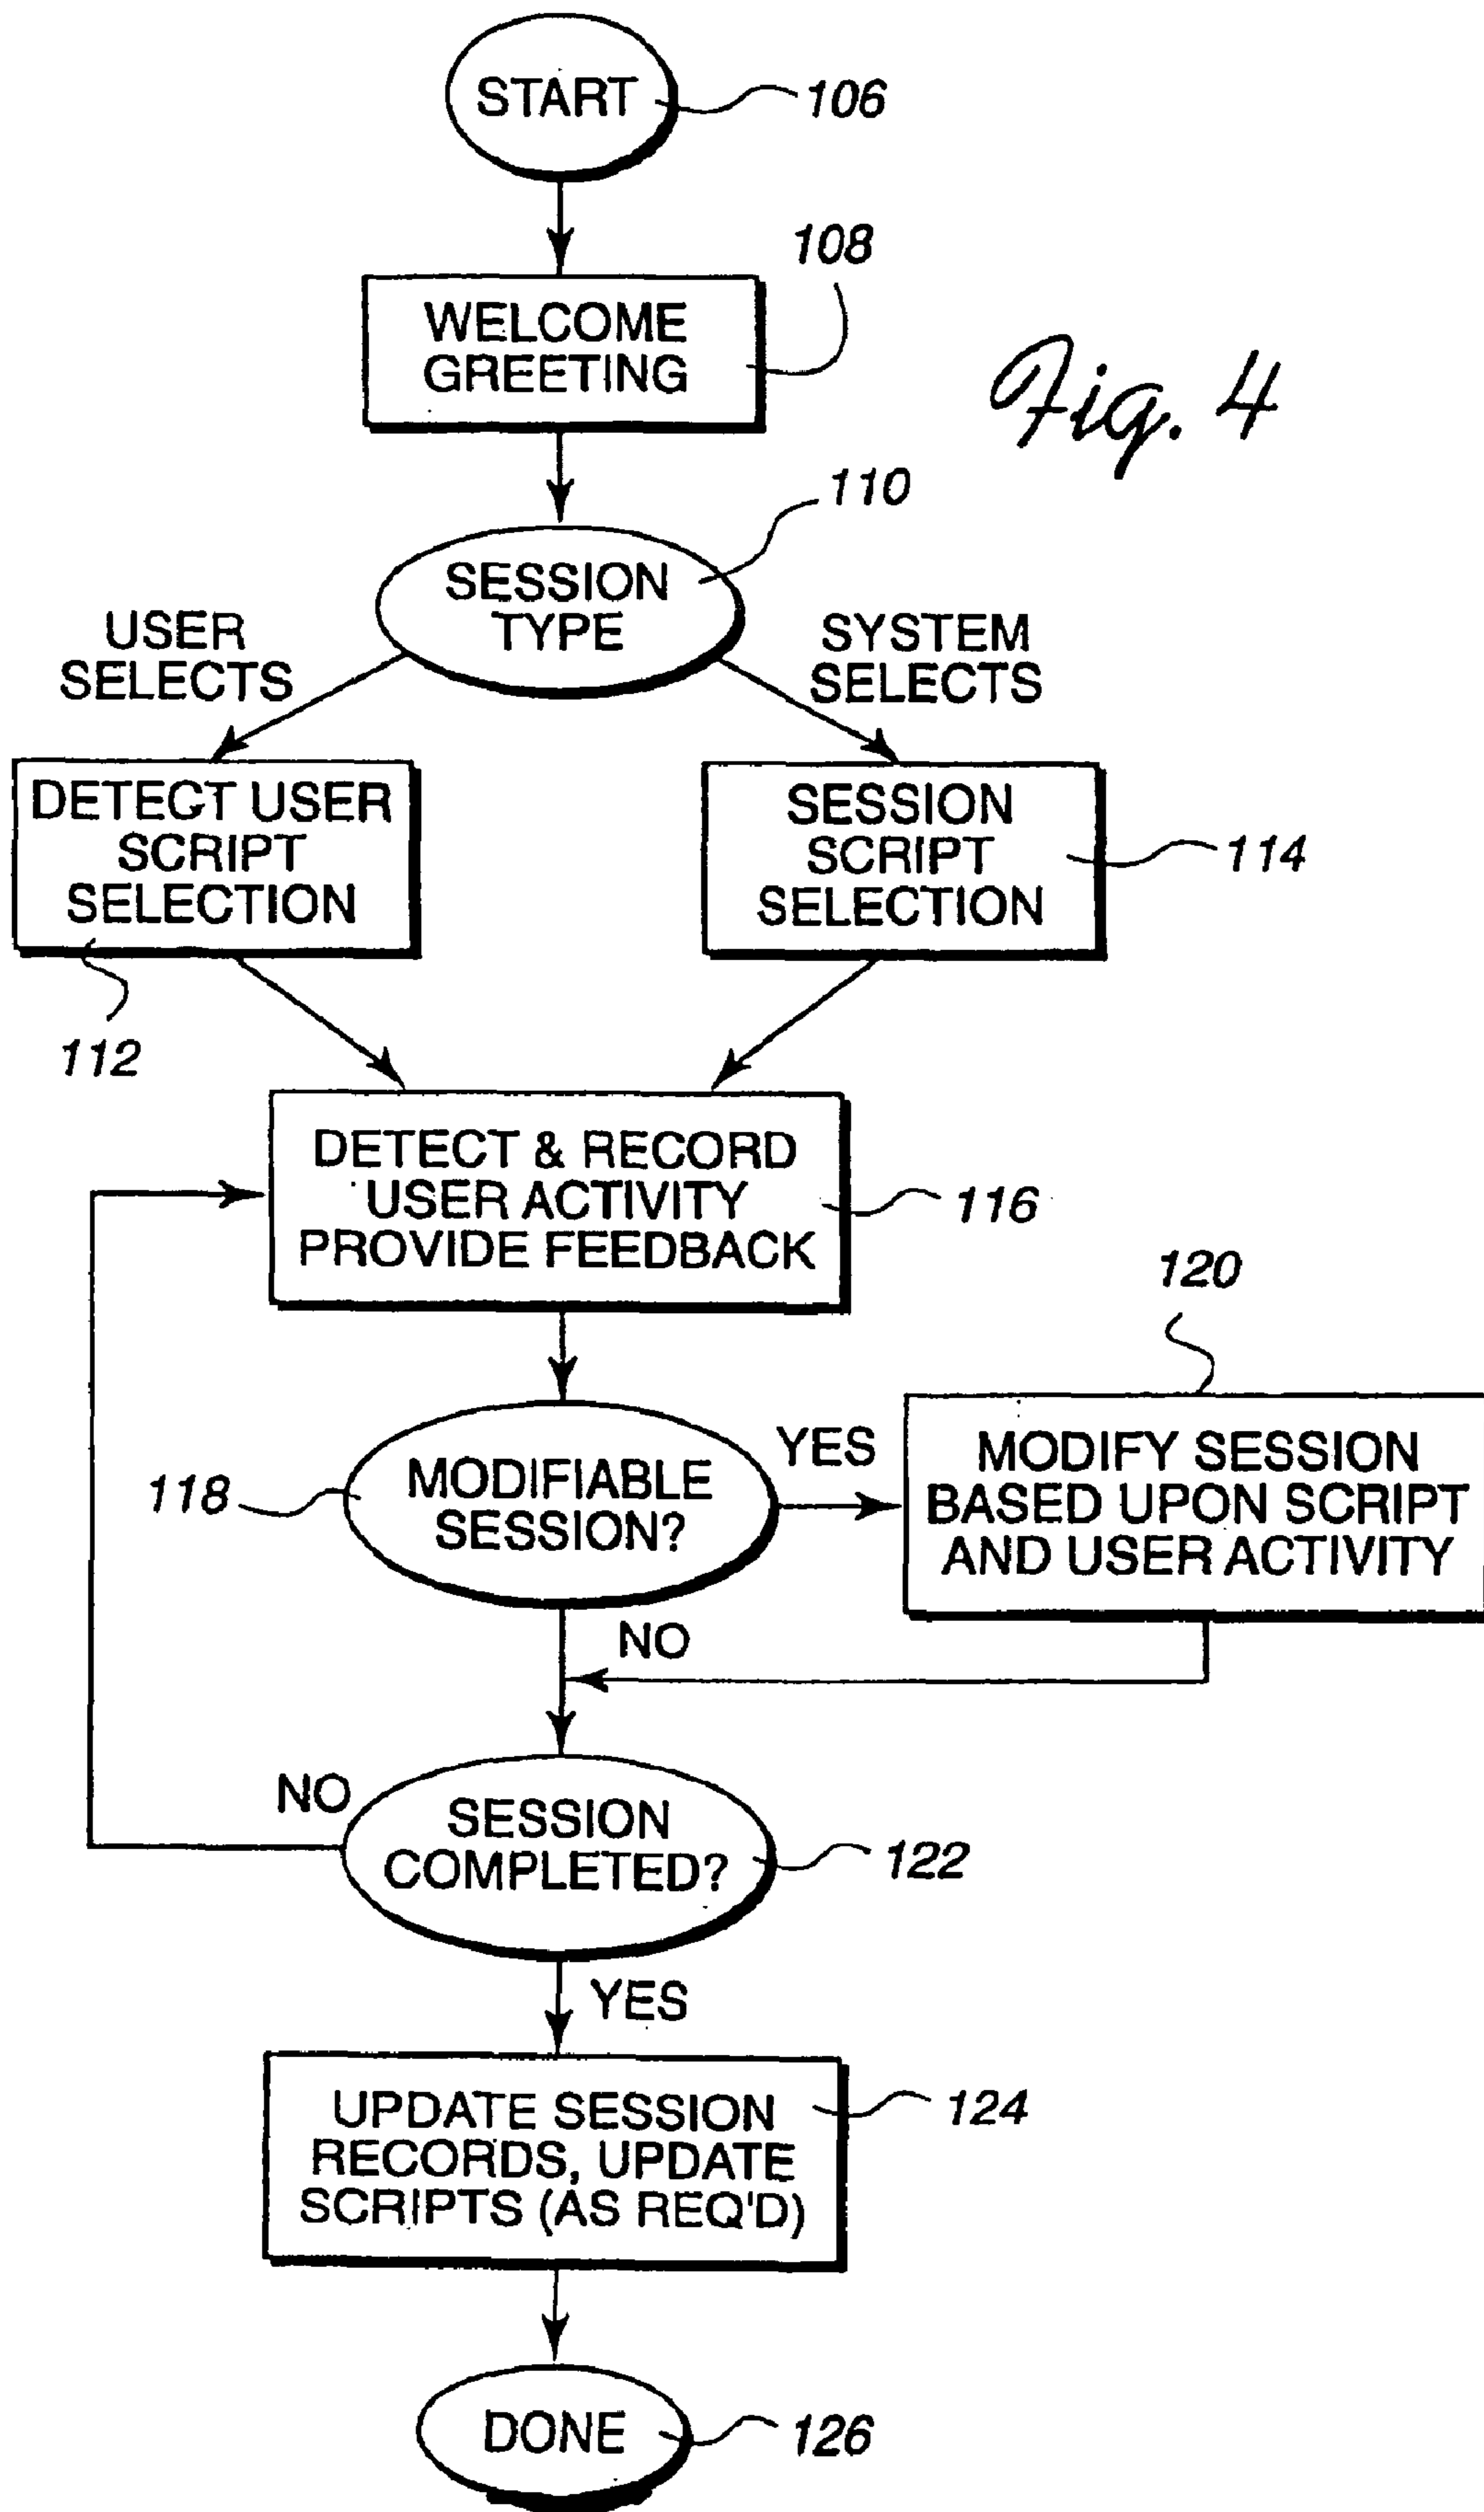 START
106
108
WELCOME
GREETING
Fig. 4
110
SESSION
TYPE
USER
SELECTS
SYSTEM
SELECTS
DETECT USER
SCRIPT
SELECTION
SESSION
SCRIPT
SELECTION
114
112
DETECT & RECORD
USER ACTIVITY
PROVIDE FEEDBACK
116
120
118
MODIFIABLE
SESSION?
YES
MODIFY SESSION
BASED UPON SCRIPT
AND USER ACTIVITY
NO
NO
SESSION
COMPLETED?
122
YES
UPDATE SESSION
RECORDS, UPDATE
SCRIPTS (AS REQ'D)
124
DONE
126